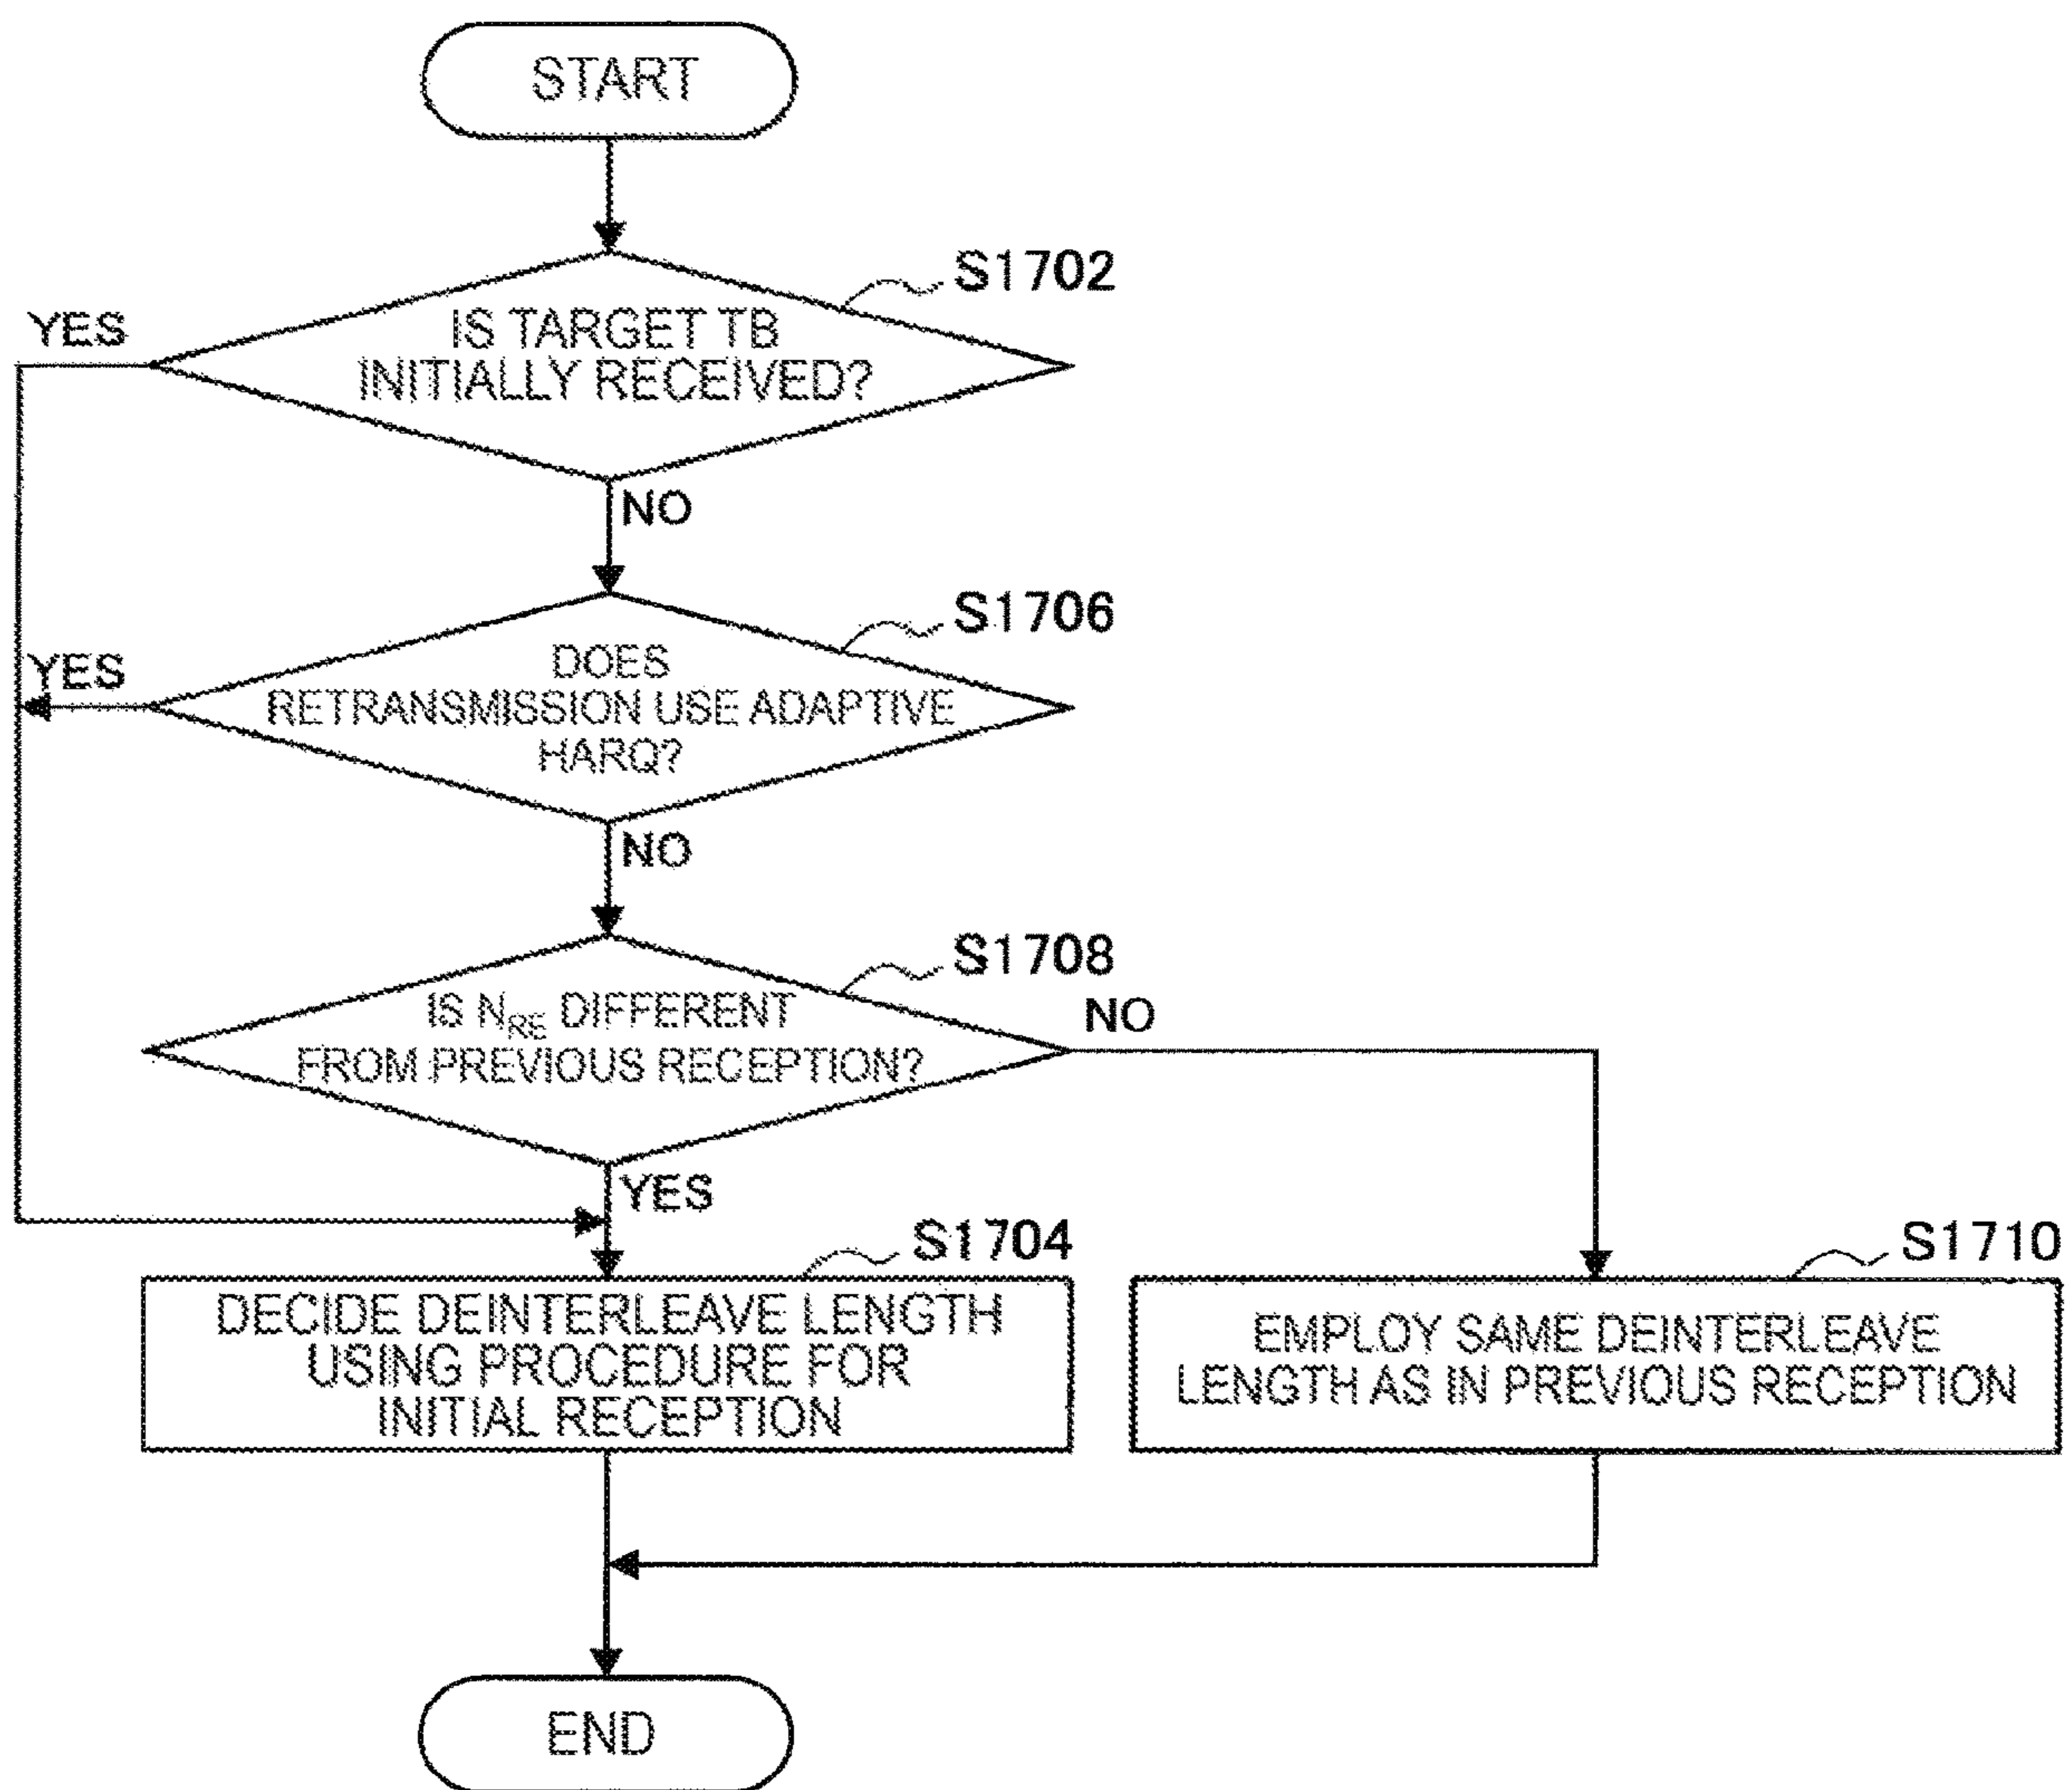 START
S1702
YES
IS TARGET TB
INITIALLY RECEIVED?
NO
S1706
YES
DOES
RETRANSMISSION USE ADAPTIVE
HARQ?
NO
S1708
IS N_RE DIFFERENT
FROM PREVIOUS RECEPTION?
NO
YES
S1704
DECIDE DEINTERLEAVE LENGTH
USING PROCEDURE FOR
INITIAL RECEPTION
S1710
EMPLOY SAME DEINTERLEAVE
LENGTH AS IN PREVIOUS RECEPTION
END